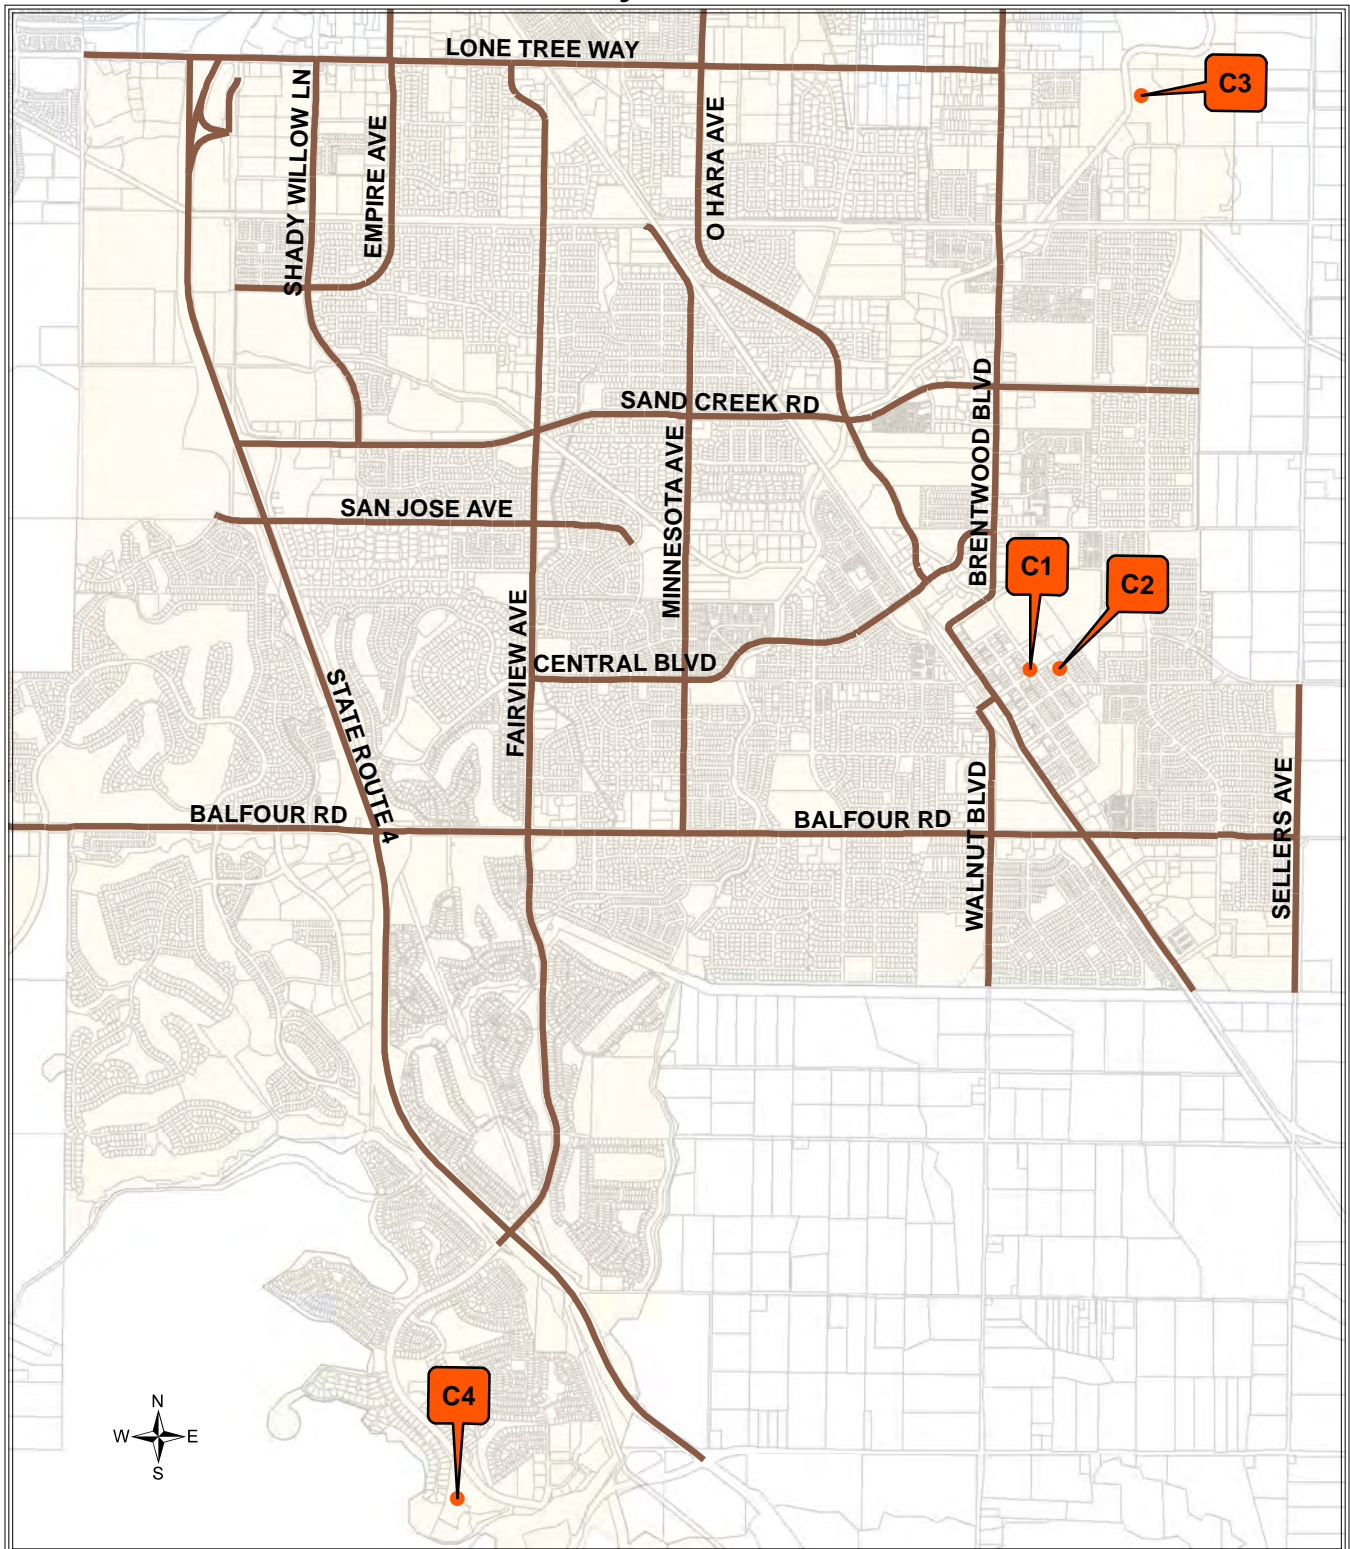 LONE TREE WAY
C3
SHADY WILLOW LN
EMPIRE AVE
O HARA AVE
SAND CREEK RD
BRENTWOOD BLVD
MINNESOTA AVE
SAN JOSE AVE
C1
C2
FAIRVIEW AVE
CENTRAL BLVD
STATE ROUTE 4
BALFOUR RD
BALFOUR RD
WALNUT BLVD
SELLERS AVE
C4
N
W E
S